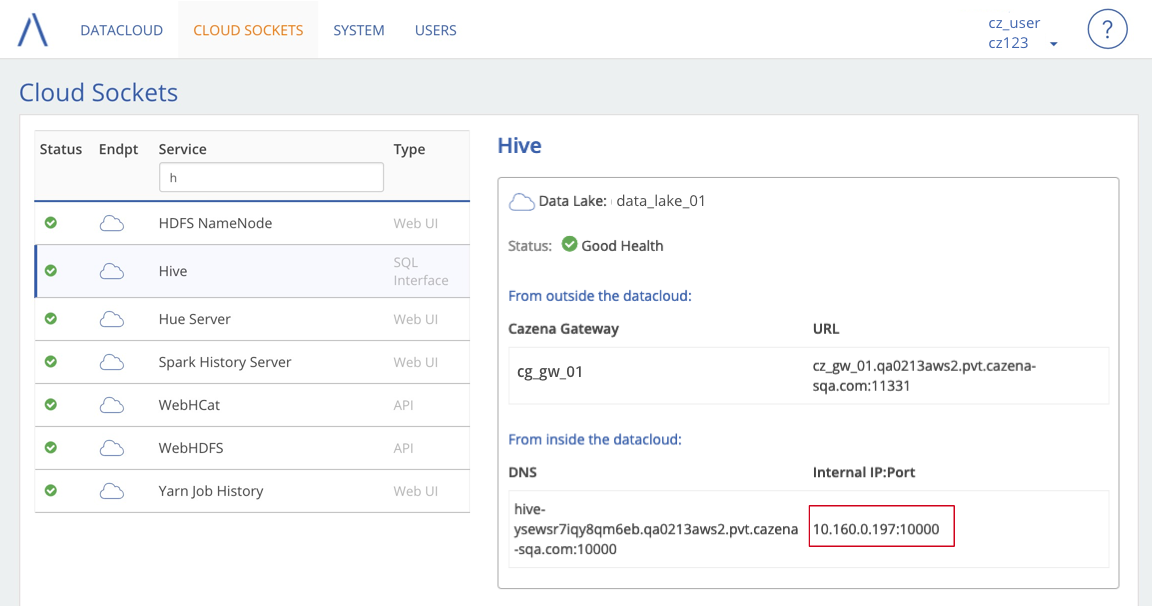 DATACLOUD CLOUD SOCKETS SYSTEM USERS
cz_user
cz123
?
Cloud Sockets
Status Endpt Service Type
h
HDFS NameNode Web UI
Hive SQL
Interface
Hue Server Web UI
Spark History Server Web UI
WebHCat API
WebHDFS API
Yarn Job History Web UI
Hive
Data Lake: data_lake_01
Status: Good Health
From outside the datacloud:
Cazena Gateway URL
cg_gw_01
cz_gw_01.qa0213aws2.pvt.cazena-
sqa.com:11331
From inside the datacloud:
DNS Internal IP:Port
hive-
ysewsr7iqy8qm6eb.qa0213aws2.pvt.cazena
-sqa.com:10000
10.160.0.197:10000